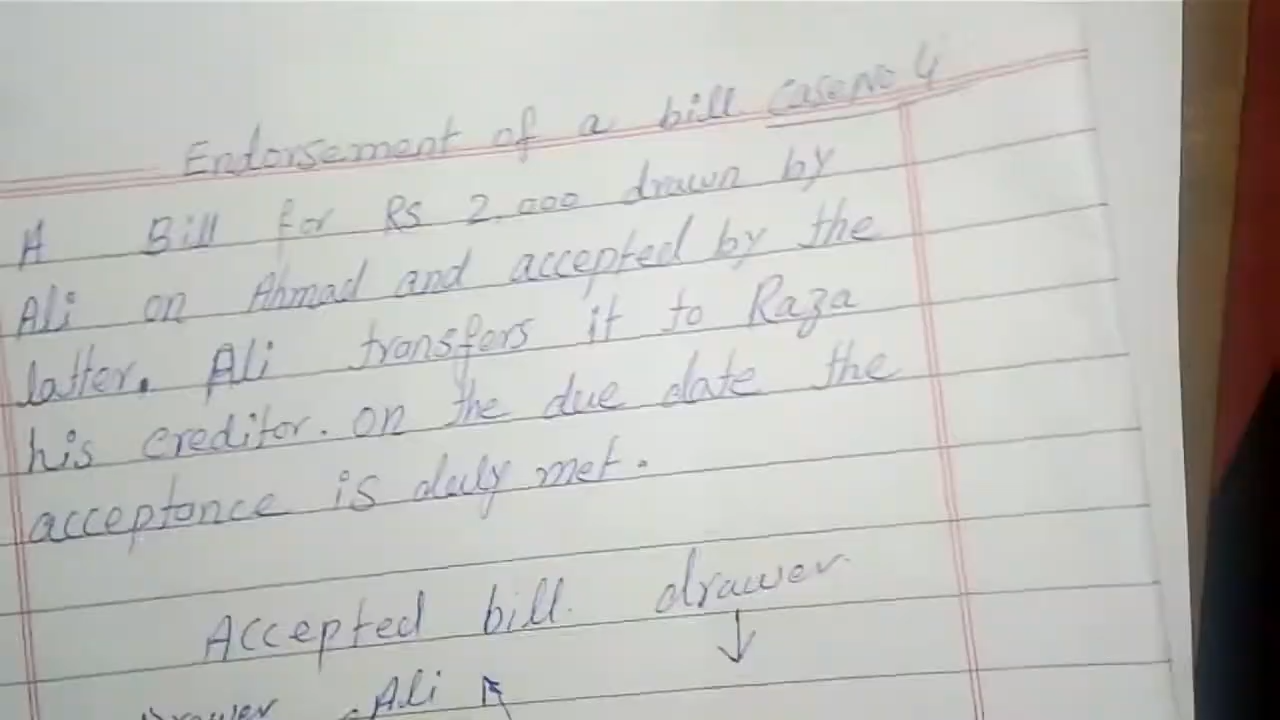 Endorsement of a bill case no 4
A Bill for RS 2.000 drawn by
Ali on Ahmad and accepted by the
latter. Ali transfers it to Raza
his creditor. on the due date the
acceptance is duly met.
Accepted bill. drawer.
Drawer Ali